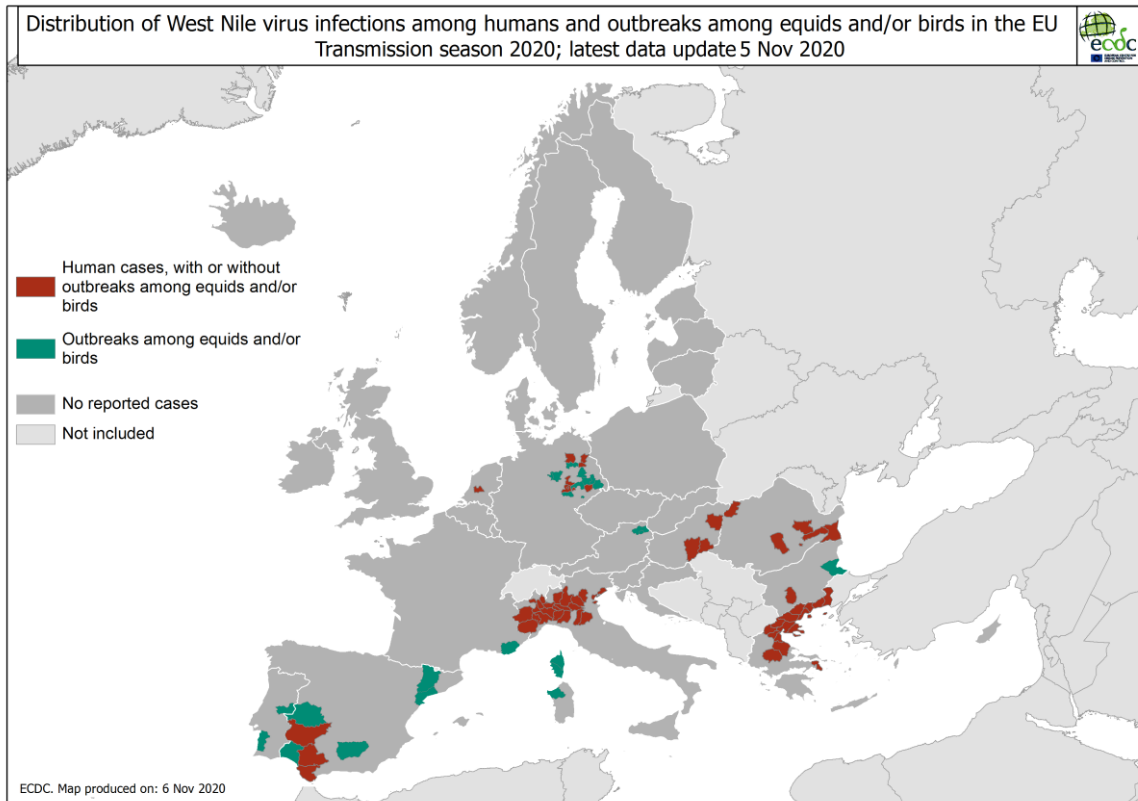 Distribution of West Nile virus infections among humans and outbreaks among equids and/or birds in the EU
Transmission season 2020; latest data update 5 Nov 2020
ecdc
Human cases, with or without
outbreaks among equids and/or
birds
Outbreaks among equids and/or
birds
No reported cases
Not included
ECDC. Map produced on: 6 Nov 2020